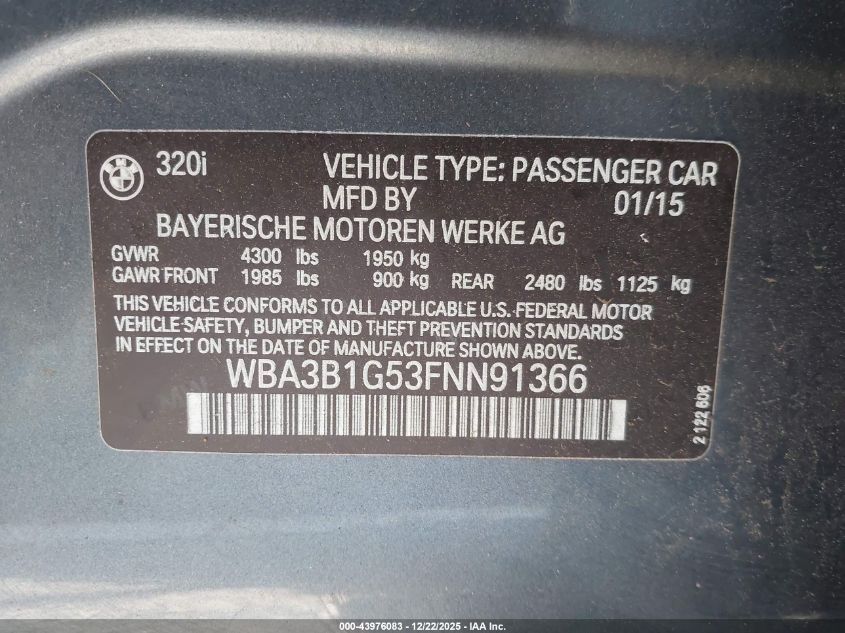 BMW
320i VEHICLE TYPE: PASSENGER CAR
MFD BY 01/15
BAYERISCHE MOTOREN WERKE AG
GVWR 4300 lbs 1950 kg
GAWR FRONT 1985 lbs 900 kg REAR 2480 lbs 1125 kg
THIS VEHICLE CONFORMS TO ALL APPLICABLE U.S. FEDERAL MOTOR
VEHICLE SAFETY, BUMPER AND THEFT PREVENTION STANDARDS
IN EFFECT ON THE DATE OF MANUFACTURE SHOWN ABOVE.
WBA3B1G53FNN91366
2 122 606
000-43976083 - 12/22/2025 - IAA Inc.